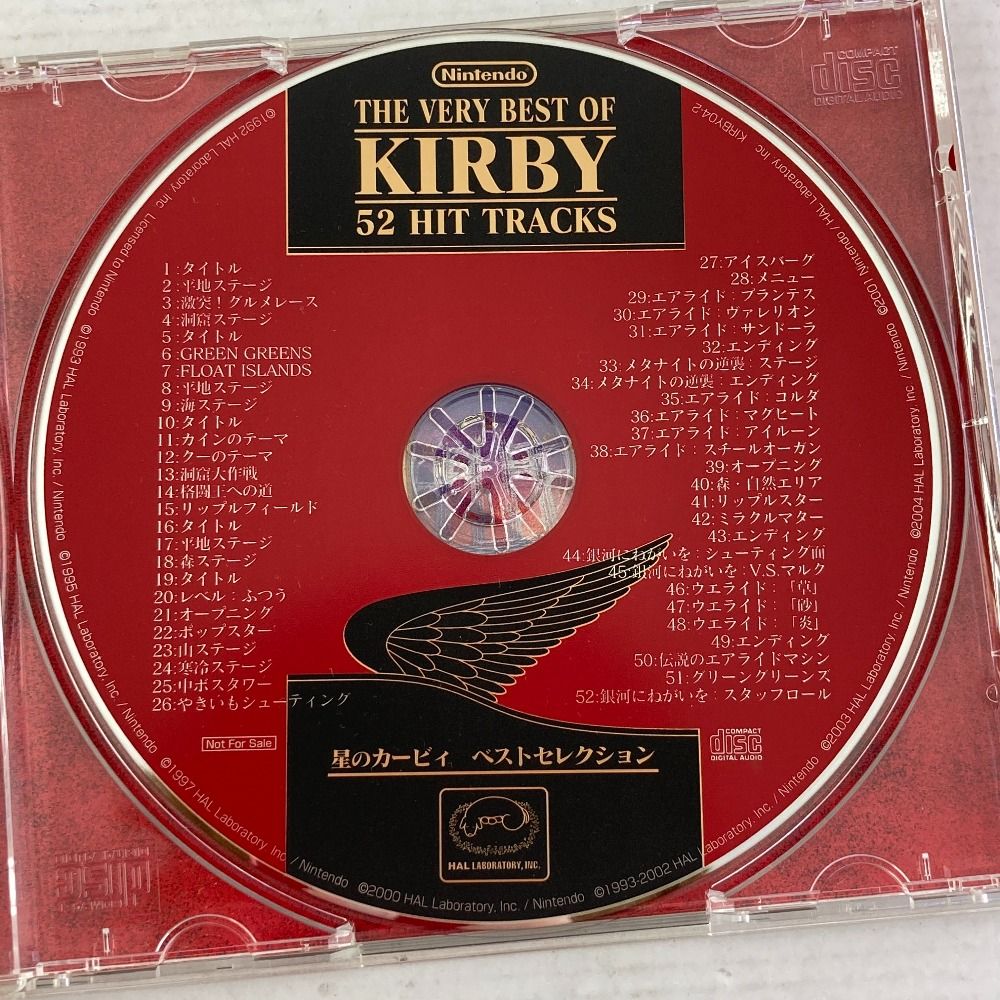 Nintendo
THE VERY BEST OF
KIRBY
52 HIT TRACKS
1 :タイトル
2 :平地ステージ
3 :激突!グルメレース
4 :洞窟ステージ
5 :タイトル
6 :GREEN GREENS
7 :FLOAT ISLANDS
8 :平地ステージ
9 :海ステージ
10:タイトル
11:カインのテーマ
12:クーのテーマ
13:洞窟大作戦
14:格闘王への道
15:リップルフィールド
16:タイトル
17:平地ステージ
18:森ステージ
19:タイトル
20:レベル:ふつう
21:オープニング
22:ポップスター
23:山ステージ
24:寒冷ステージ
25:中ボスタワー
26:やきいもシューティング
27:アイスバーグ
28:メニュー
29:エアライド:プランテス
30:エアライド:ヴァレリオン
31:エアライド:サンドーラ
32:エンディング
33:メタナイトの逆襲:ステージ
34:メタナイトの逆襲:エンディング
35:エアライド:コルダ
36:エアライド:マグヒート
37:エアライド:アイルーン
38:エアライド:スチールオーガン
39:オープニング
40:森・自然エリア
41:リップルスター
42:ミラクルマター
43:エンディング
44:銀河にねがいを:シューティング面
45:銀河にねがいを:V.S.マルク
46:ウエライド:「草」
47:ウエライド:「砂」
48:ウエライド:「炎」
49:エンディング
50:伝説のエアライドマシン
51:グリーングリーンズ
52:銀河にねがいを:スタッフロール
Not For Sale
星のカービィ ベストセレクション
COMPACT
disc
DIGITAL AUDIO
HAL LABORATORY, INC.
©1992 HAL Laboratory, Inc. Licensed to Nintendo
©1993 HAL Laboratory, Inc. / Nintendo
©1995 HAL Laboratory, Inc. / Nintendo
©1997 HAL Laboratory, Inc. / Nintendo
©2000 HAL Laboratory, Inc. / Nintendo
©1993-2002 HAL Laboratory, Inc. / Nintendo
©2003 HAL Laboratory, Inc. / Nintendo
©2004 HAL Laboratory, Inc. / Nintendo
©2001 Nintendo / HAL Laboratory, Inc.
KIRBY04-2
COMPACT
disc
DIGITAL AUDIO